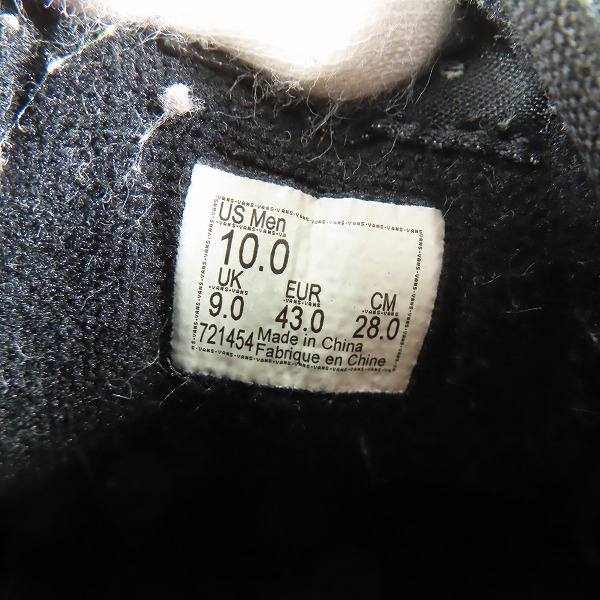 US Men
10.0
UK EUR CM
9.0 43.0 28.0
721454 Made in China
Fabrique en Chine